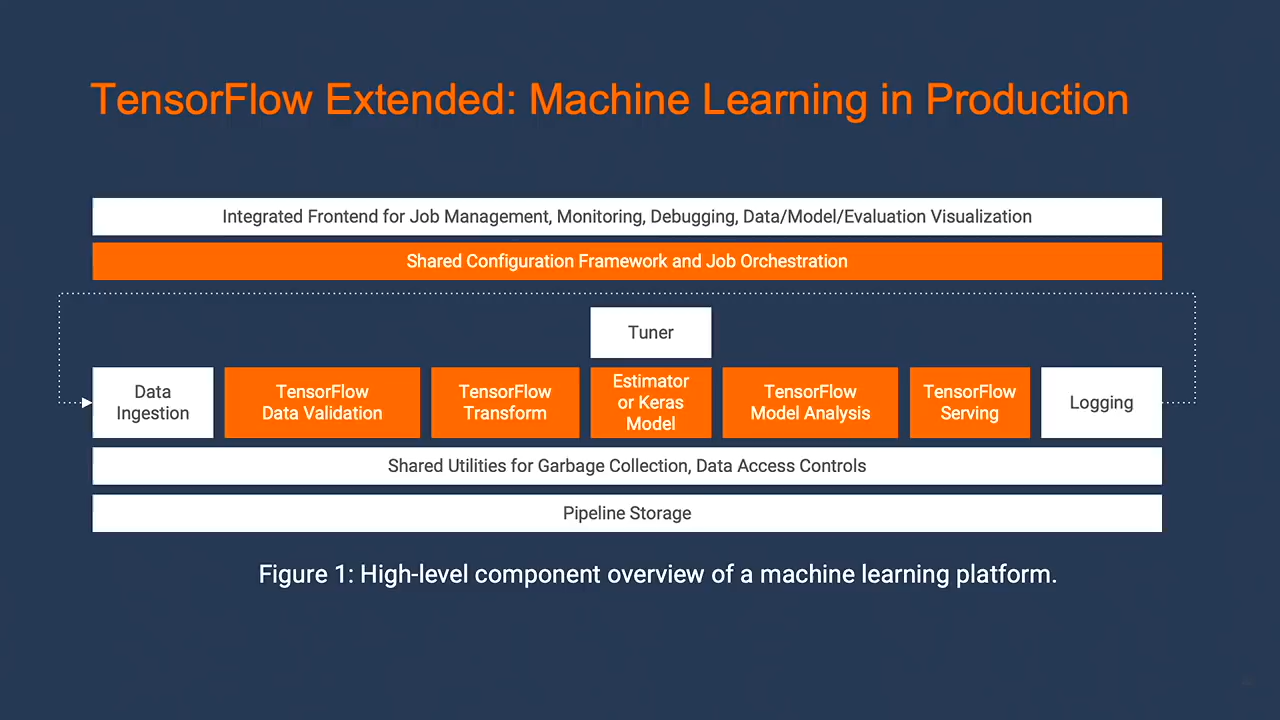 TensorFlow Extended: Machine Learning in Production
Integrated Frontend for Job Management, Monitoring, Debugging, Data/Model/Evaluation Visualization
Shared Configuration Framework and Job Orchestration
Tuner
Data
Ingestion
TensorFlow
Data Validation
TensorFlow
Transform
Estimator
or Keras
Model
TensorFlow
Model Analysis
TensorFlow
Serving
Logging
Shared Utilities for Garbage Collection, Data Access Controls
Pipeline Storage
Figure 1: High-level component overview of a machine learning platform.